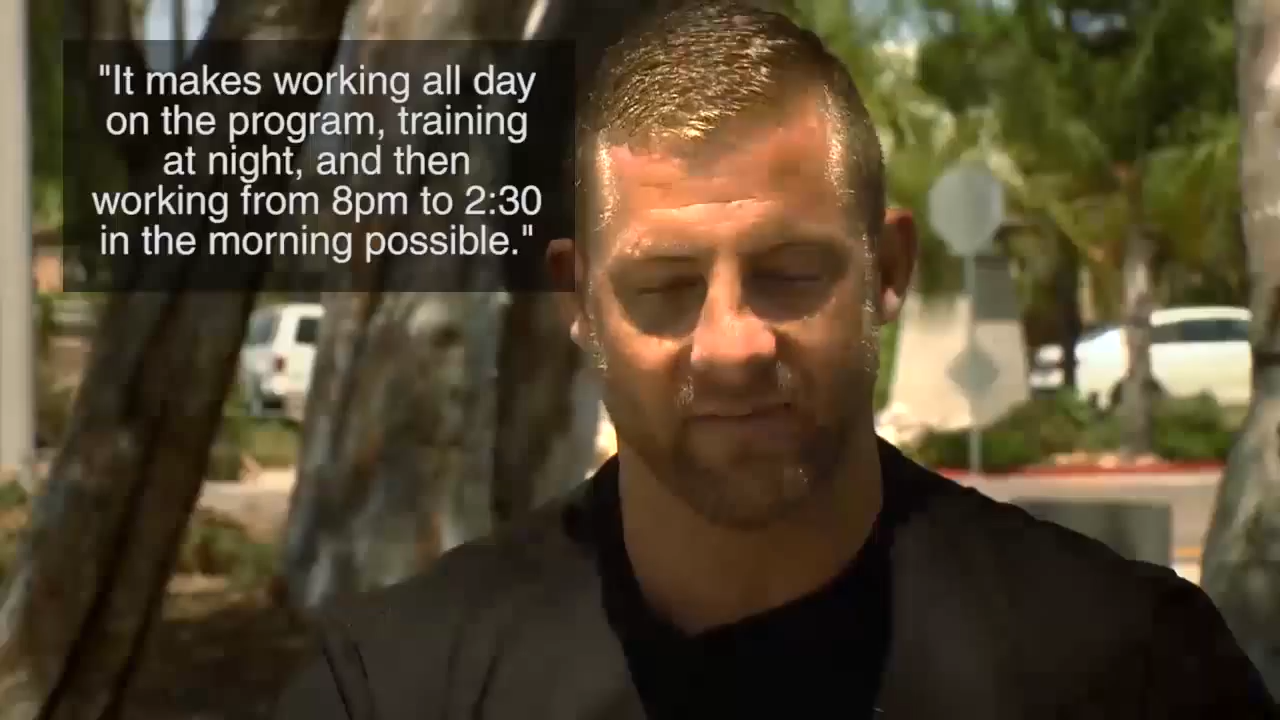 "It makes working all day
on the program, training
at night, and then
working from 8pm to 2:30
in the morning possible."